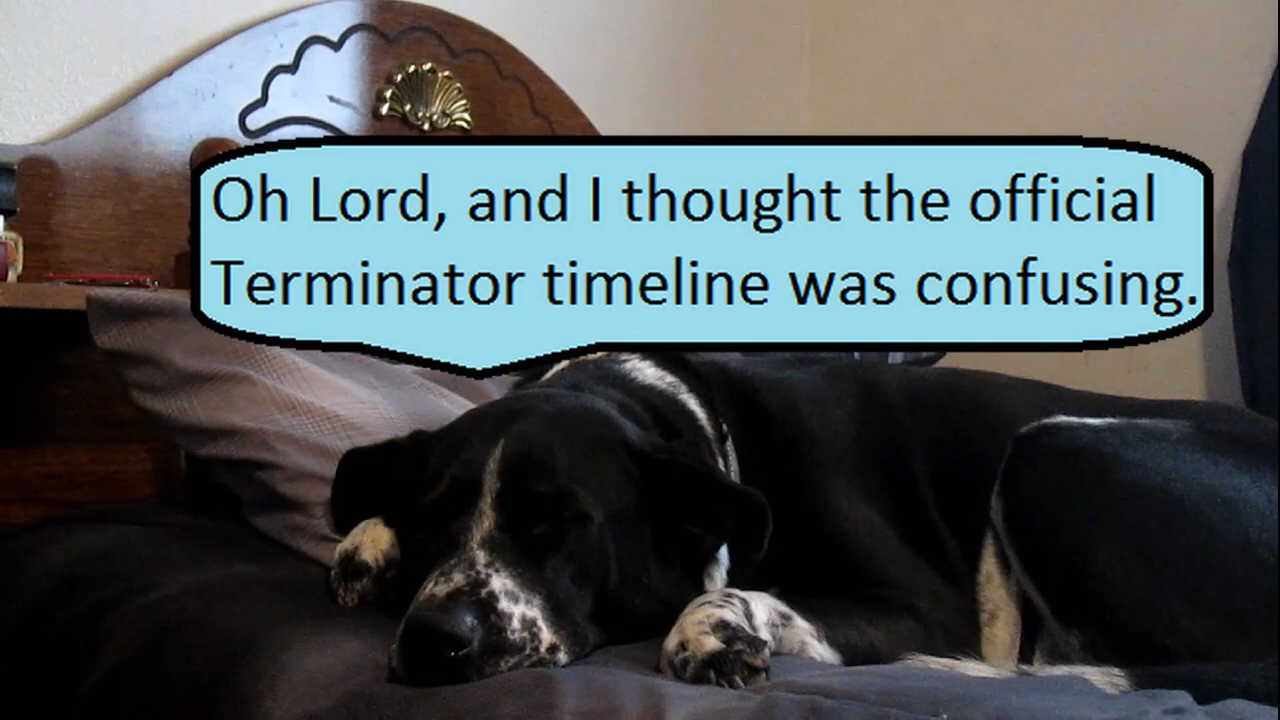 Oh Lord, and I thought the official
Terminator timeline was confusing.